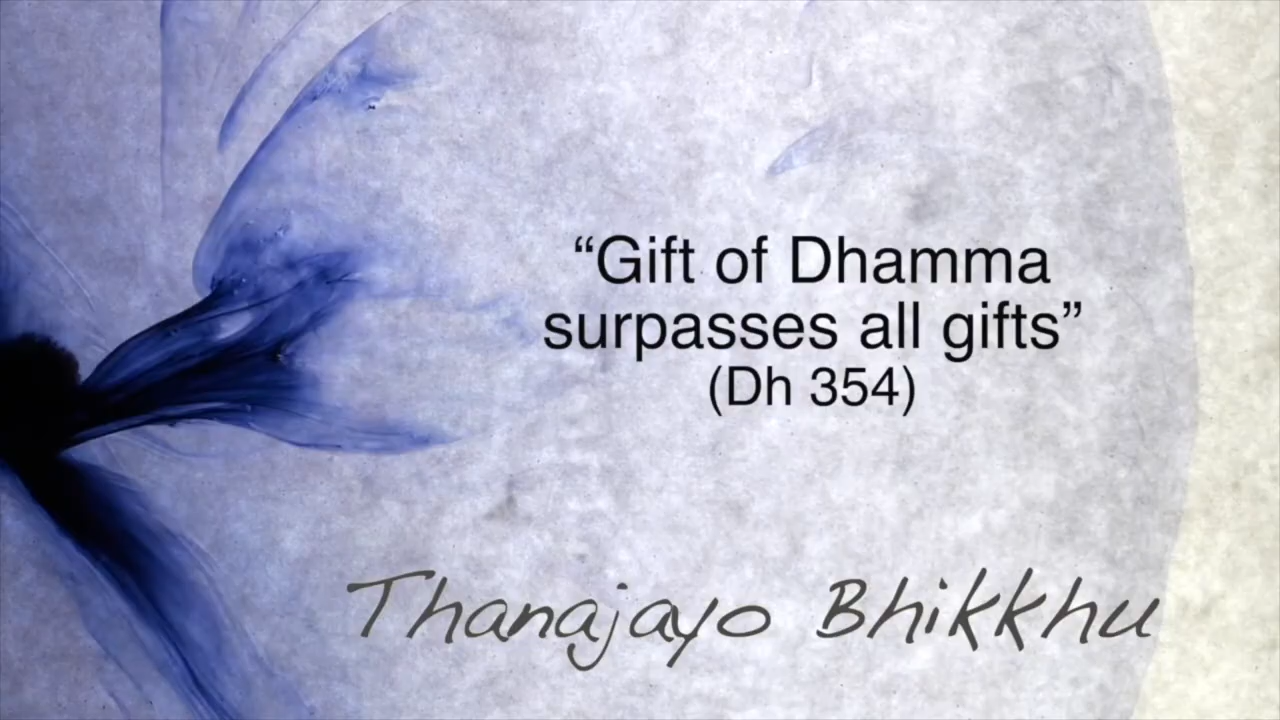 “Gift of Dhamma
surpasses all gifts”
(Dh 354)
Thanajayo Bhikkhu